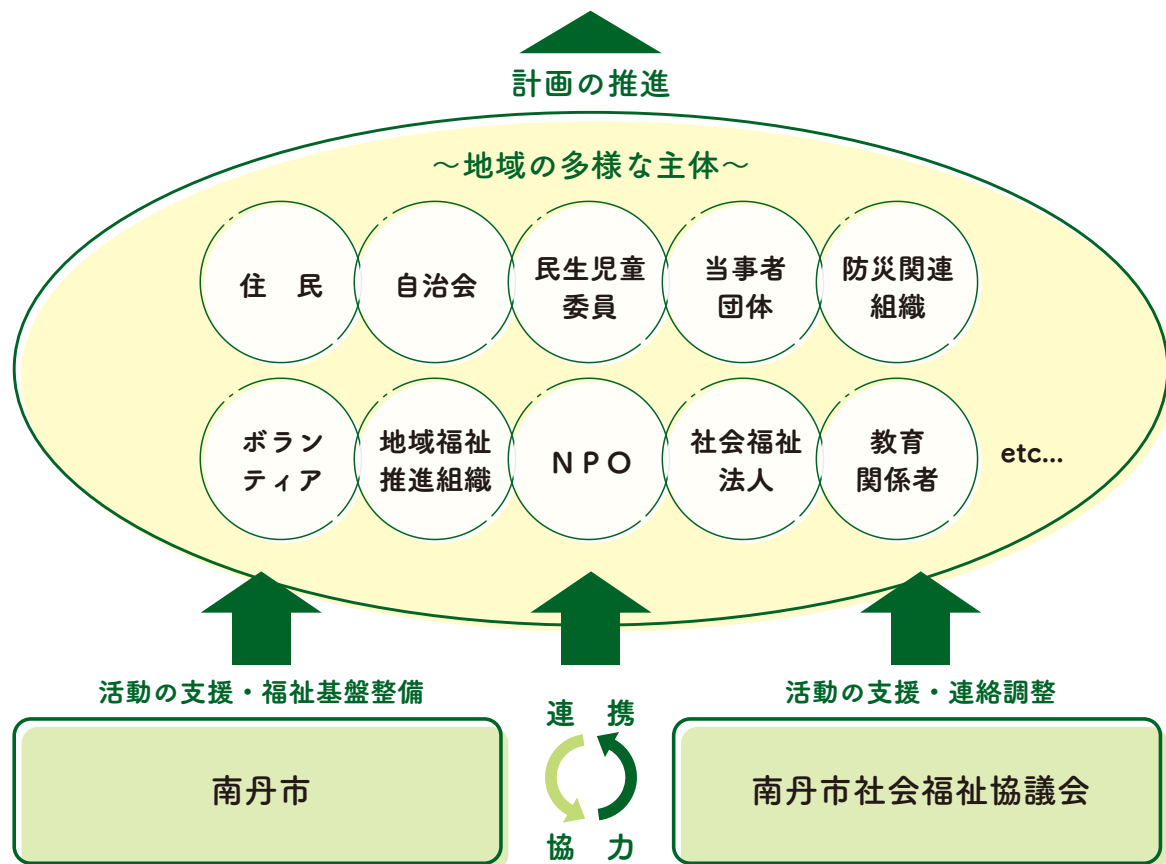 計画の推進
～地域の多様な主体～
住　民
自治会
民生児童
委員
当事者
団体
防災関連
組織
ボラン
ティア
地域福祉
推進組織
ＮＰＯ
社会福祉
法人
教育
関係者
etc...
活動の支援・福祉基盤整備
連　携
活動の支援・連絡調整
南丹市
南丹市社会福祉協議会
協　力